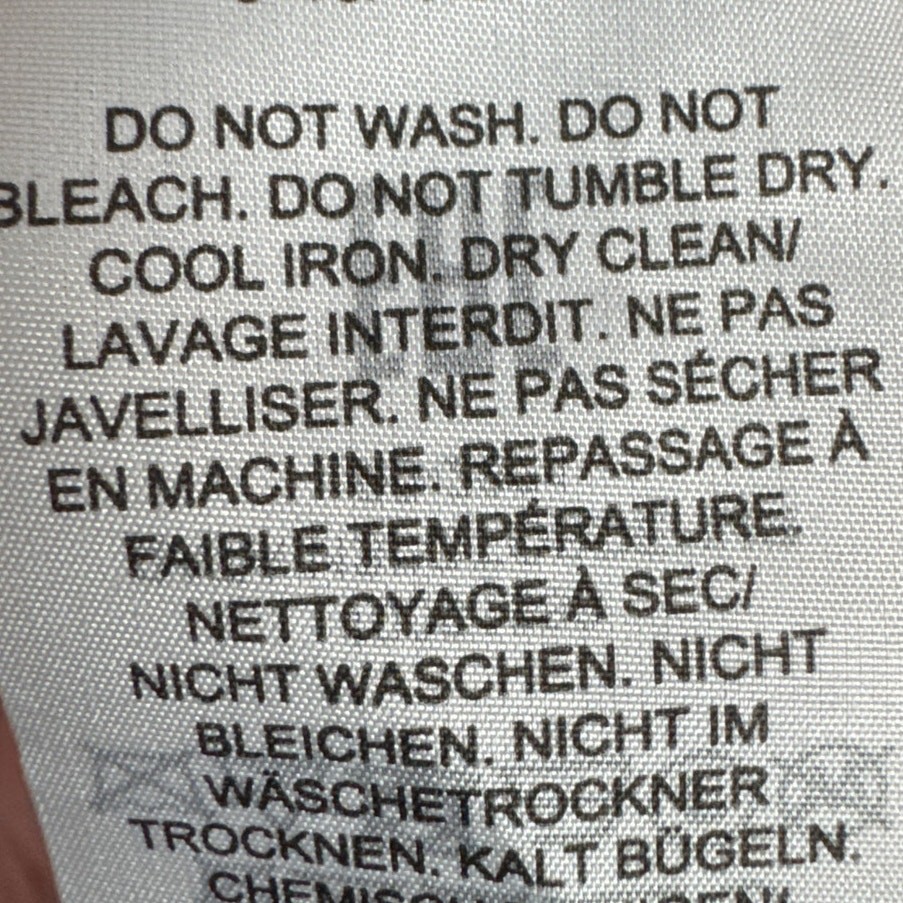 DO NOT WASH. DO NOT
BLEACH. DO NOT TUMBLE DRY.
COOL IRON. DRY CLEAN/
LAVAGE INTERDIT. NE PAS
JAVELLISER. NE PAS SÉCHER
EN MACHINE. REPASSAGE À
FAIBLE TEMPÉRATURE.
NETTOYAGE À SEC/
NICHT WASCHEN. NICHT
BLEICHEN. NICHT IM
WÄSCHETROCKNER
TROCKNEN. KALT BÜGELN.